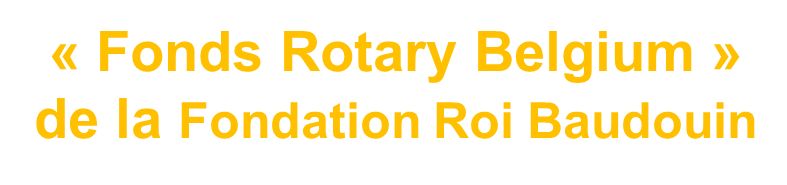 « Fonds Rotary Belgium »
de la Fondation Roi Baudouin